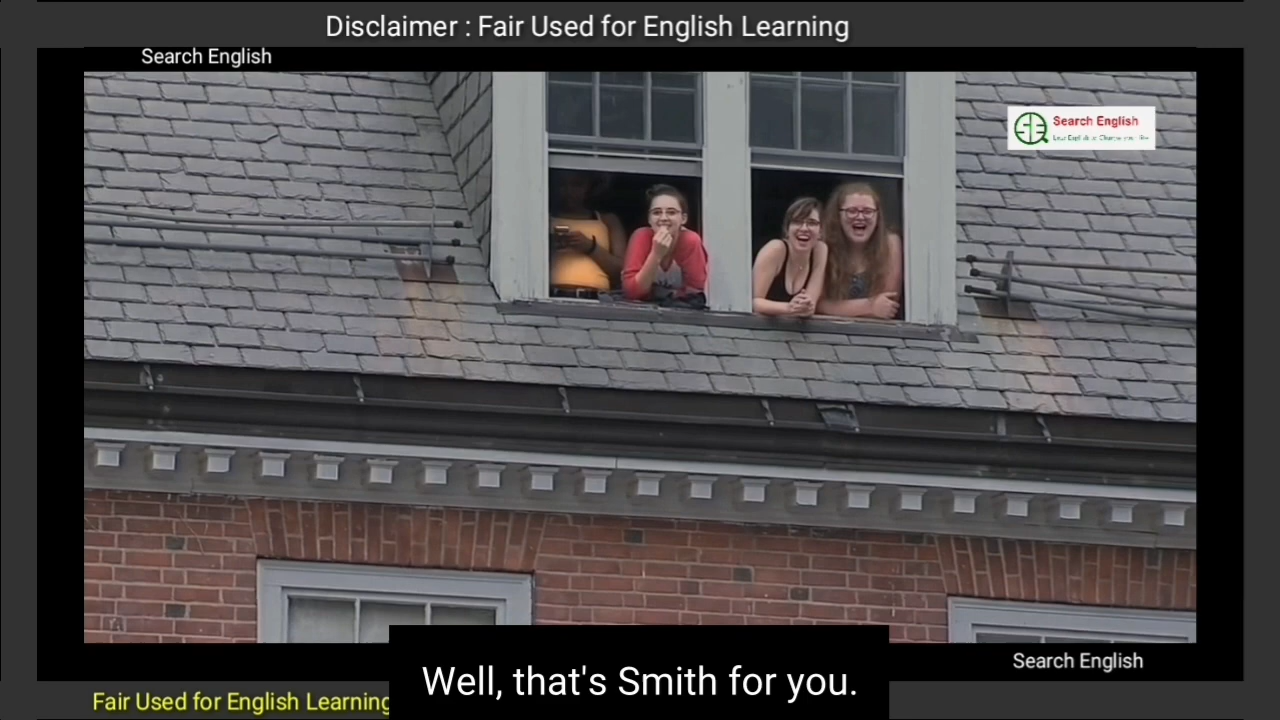 Disclaimer : Fair Used for English Learning
Search English
Search English
Well, that's Smith for you.
Search English
Fair Used for English Learning